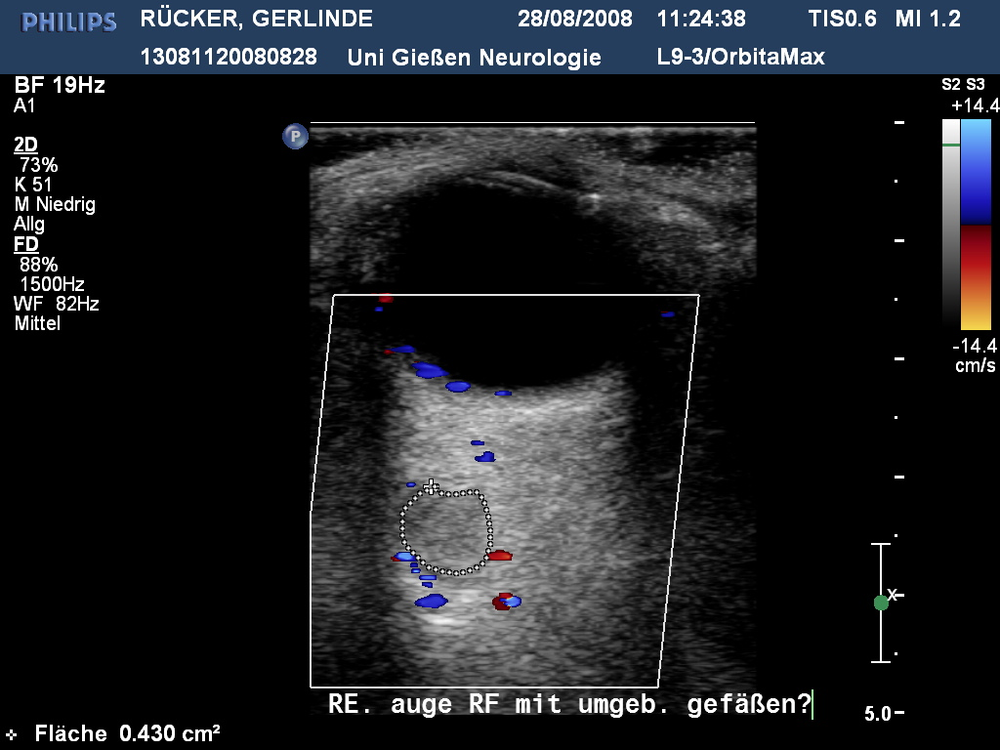 PHILIPS RÜCKER, GERLINDE 28/08/2008 11:24:38 TIS0.6 MI 1.2
13081120080828 Uni Gießen Neurologie L9-3/OrbitaMax
BF 19Hz
A1
2D
73%
K 51
M Niedrig
Allg
FD
88%
1500Hz
WF 82Hz
Mittel
P
S2 S3
+14.4
-14.4
cm/s
X
5.0
RE. auge RF mit umgeb. gefäßen?
Fläche 0.430 cm²